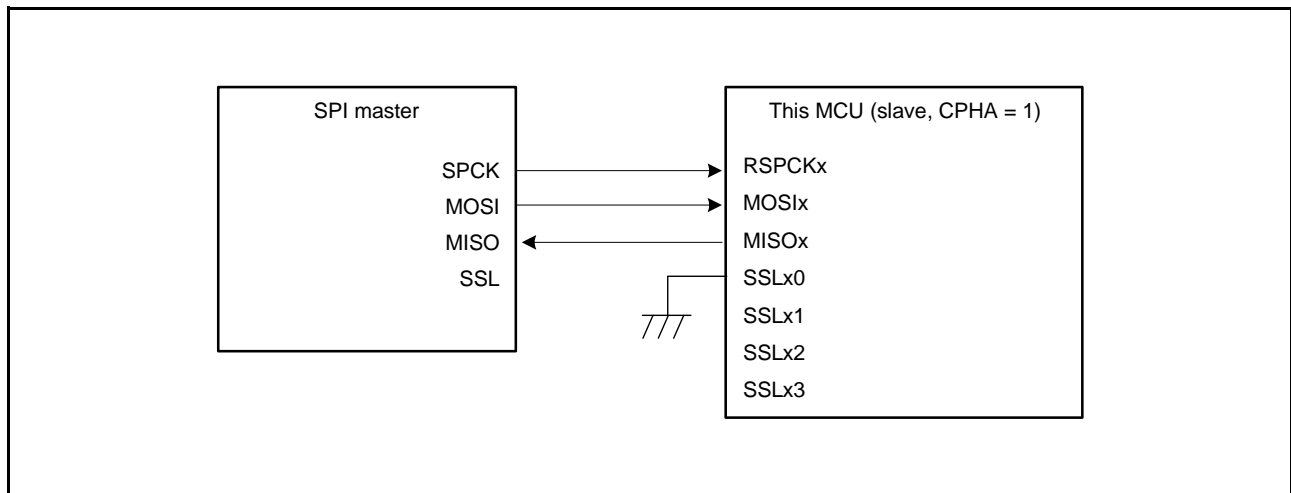 SPI master
SPCK
MOSI
MISO
SSL
This MCU (slave, CPHA = 1)
RSPCKx
MOSIx
MISOx
SSLx0
SSLx1
SSLx2
SSLx3